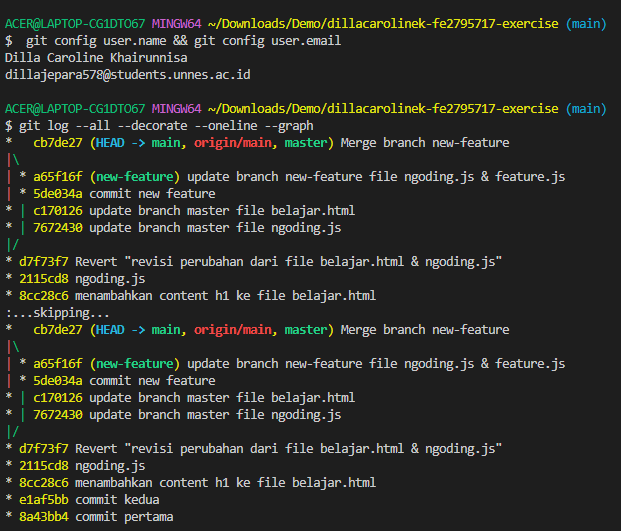 ACER@LAPTOP-CG1DTO67 MINGW64 ~/Downloads/Demo/dillacarolinek-fe2795717-exercise (main)
$  git config user.name && git config user.email
Dilla Caroline Khairunnisa
dillajepara578@students.unnes.ac.id

ACER@LAPTOP-CG1DTO67 MINGW64 ~/Downloads/Demo/dillacarolinek-fe2795717-exercise (main)
$ git log --all --decorate --oneline --graph
*   cb7de27 (HEAD -> main, origin/main, master) Merge branch new-feature
|\
| * a65f16f (new-feature) update branch new-feature file ngoding.js & feature.js
| * 5de034a commit new feature
* | c170126 update branch master file belajar.html
* | 7672430 update branch master file ngoding.js
|/
* d7f73f7 Revert "revisi perubahan dari file belajar.html & ngoding.js"
* 2115cd8 ngoding.js
* 8cc28c6 menambahkan content h1 ke file belajar.html
:...skipping...
*   cb7de27 (HEAD -> main, origin/main, master) Merge branch new-feature
|\
| * a65f16f (new-feature) update branch new-feature file ngoding.js & feature.js
| * 5de034a commit new feature
* | c170126 update branch master file belajar.html
* | 7672430 update branch master file ngoding.js
|/
* d7f73f7 Revert "revisi perubahan dari file belajar.html & ngoding.js"
* 2115cd8 ngoding.js
* 8cc28c6 menambahkan content h1 ke file belajar.html
* e1af5bb commit kedua
* 8a43bb4 commit pertama